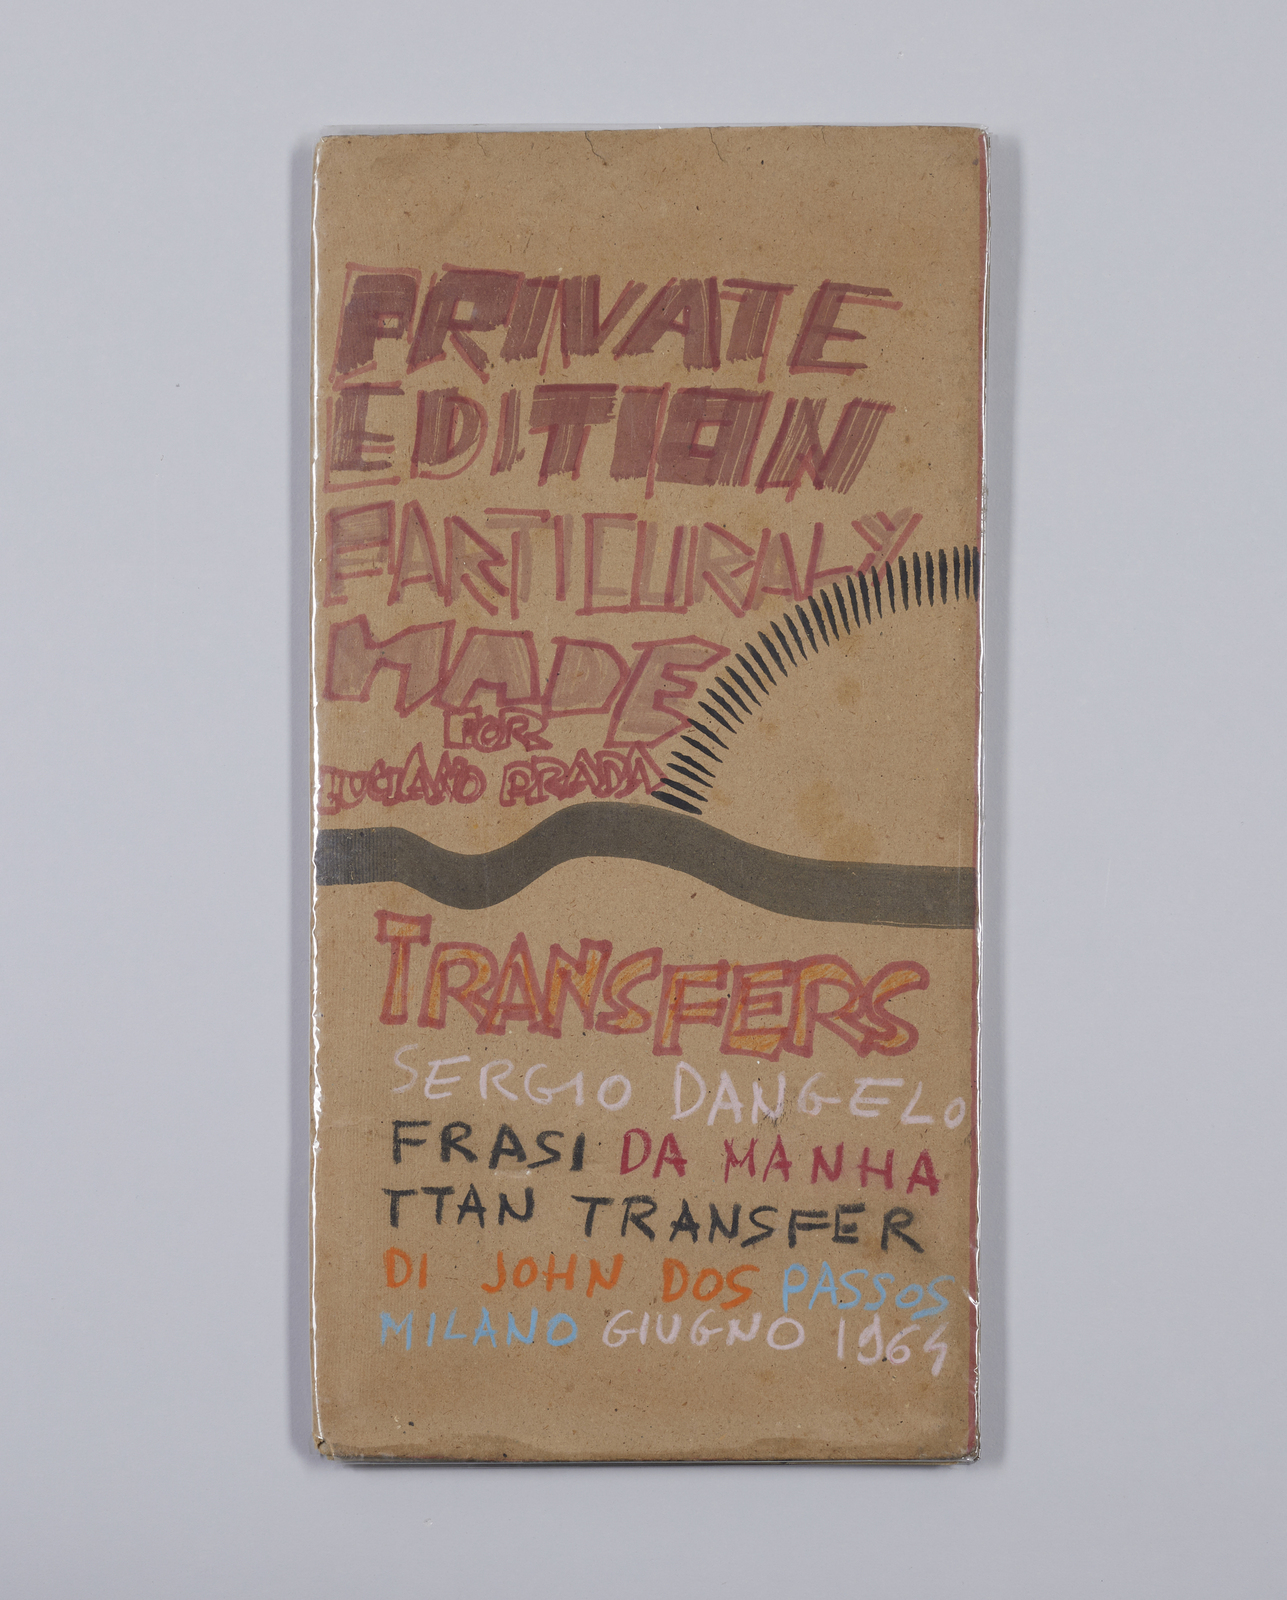 PRIVATE
EDITION
PARTICURALY
MADE
FOR
LUCIANO PRADA
TRANSFERS
SERGIO DANGELO
FRASI DA MANHA
TTAN TRANSFER
DI JOHN DOS PASSOS
MILANO GIUGNO 1964